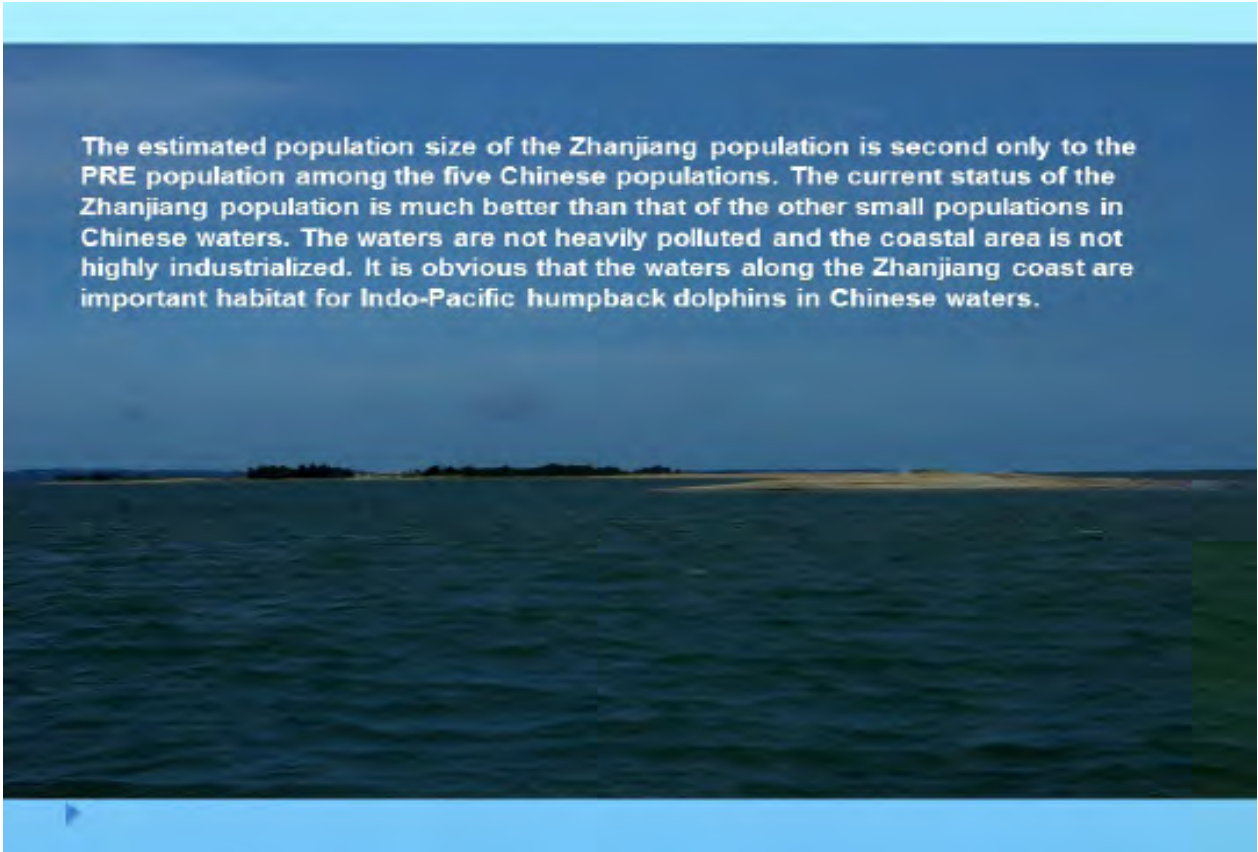 The estimated population size of the Zhanjiang population is second only to the
PRE population among the five Chinese populations. The current status of the
Zhanjiang population is much better than that of the other small populations in
Chinese waters. The waters are not heavily polluted and the coastal area is not
highly industrialized. It is obvious that the waters along the Zhanjiang coast are
important habitat for Indo-Pacific humpback dolphins in Chinese waters.